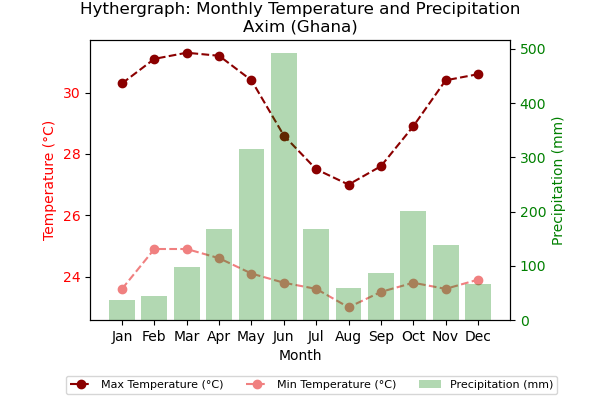 Hythergraph: Monthly Temperature and Precipitation
Axim (Ghana)
Temperature (°C)
30
28
26
24
Precipitation (mm)
500
400
300
200
100
0
Jan Feb Mar Apr May Jun Jul Aug Sep Oct Nov Dec
Month
Max Temperature (°C) Min Temperature (°C) Precipitation (mm)